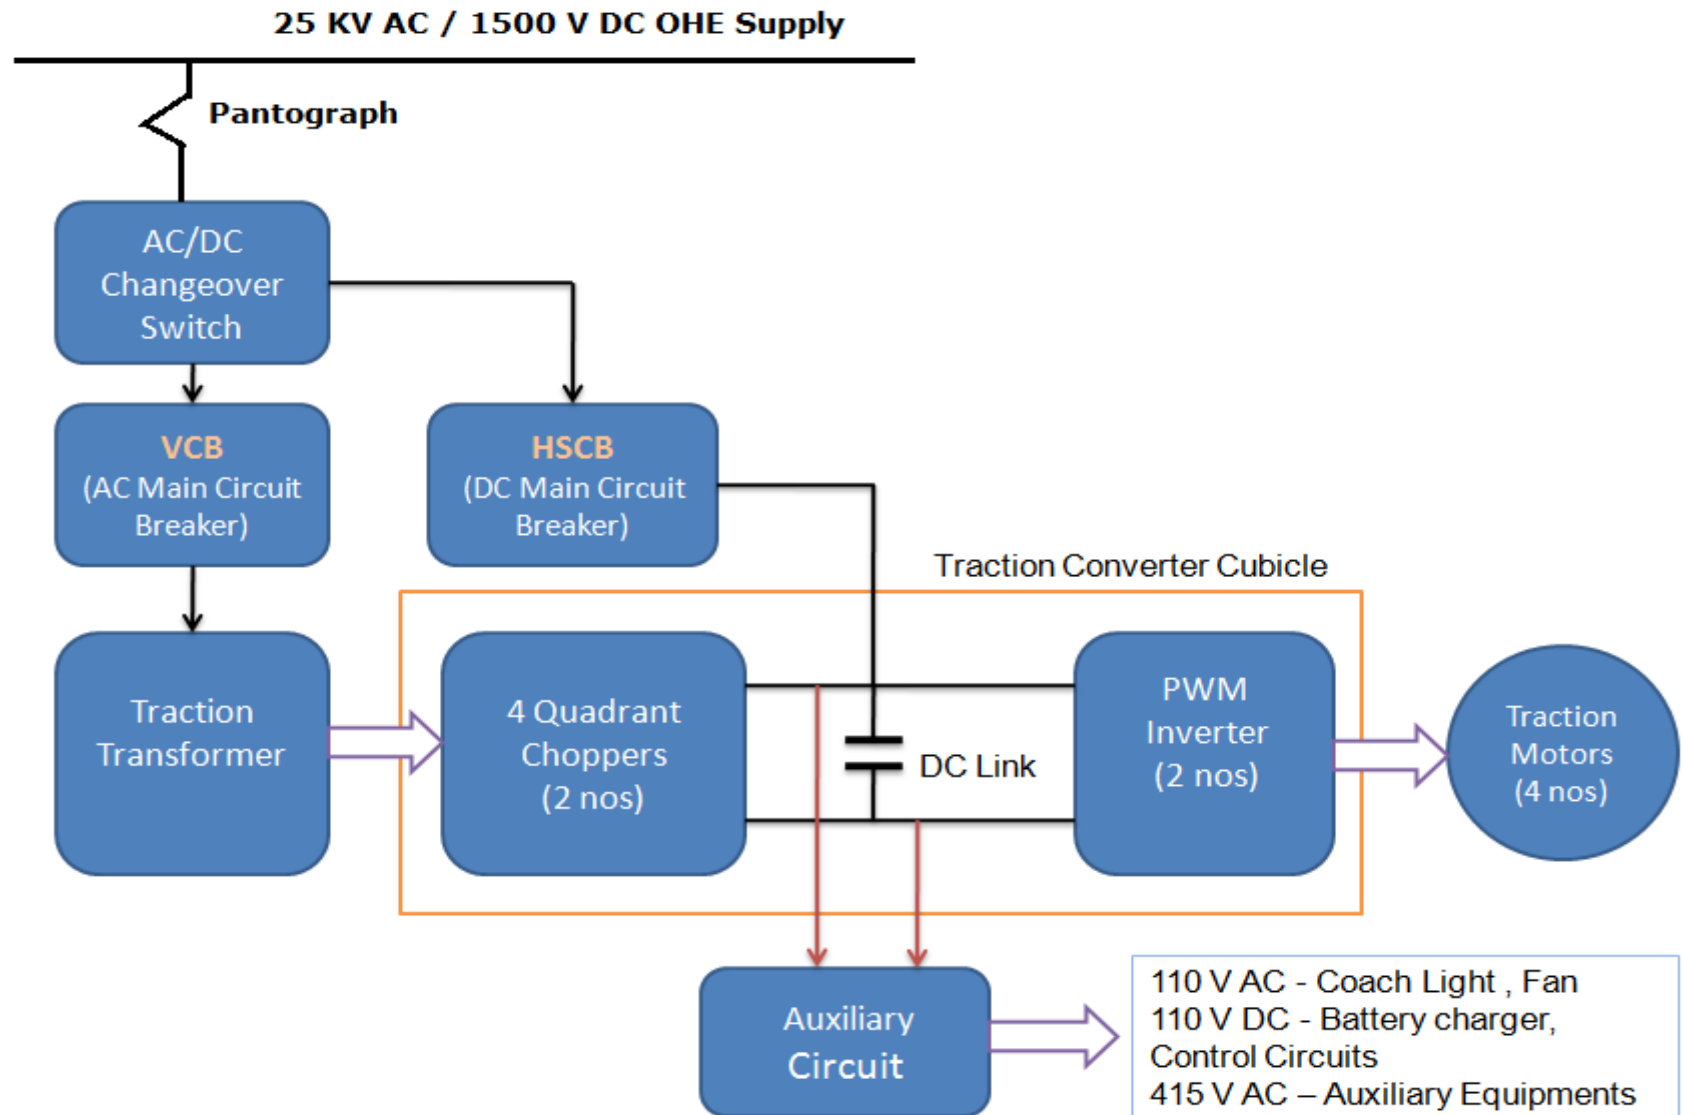 25 KV AC / 1500 V DC OHE Supply
Pantograph
AC/DC
Changeover
Switch
VCB
(AC Main Circuit
Breaker)
HSCB
(DC Main Circuit
Breaker)
Traction Converter Cubicle
Traction
Transformer
4 Quadrant
Choppers
(2 nos)
DC Link
PWM
Inverter
(2 nos)
Traction
Motors
(4 nos)
Auxiliary
Circuit
110 V AC - Coach Light , Fan
110 V DC - Battery charger,
Control Circuits
415 V AC – Auxiliary Equipments